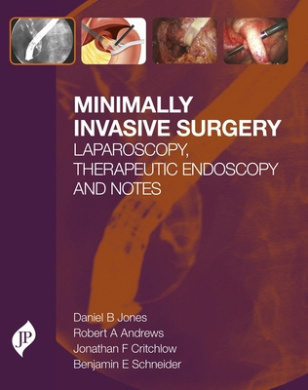 MINIMALLY
INVASIVE SURGERY
LAPAROSCOPY,
THERAPEUTIC ENDOSCOPY
AND NOTES
Daniel B Jones
Robert A Andrews
Jonathan F Critchlow
Benjamin E Schneider
JP